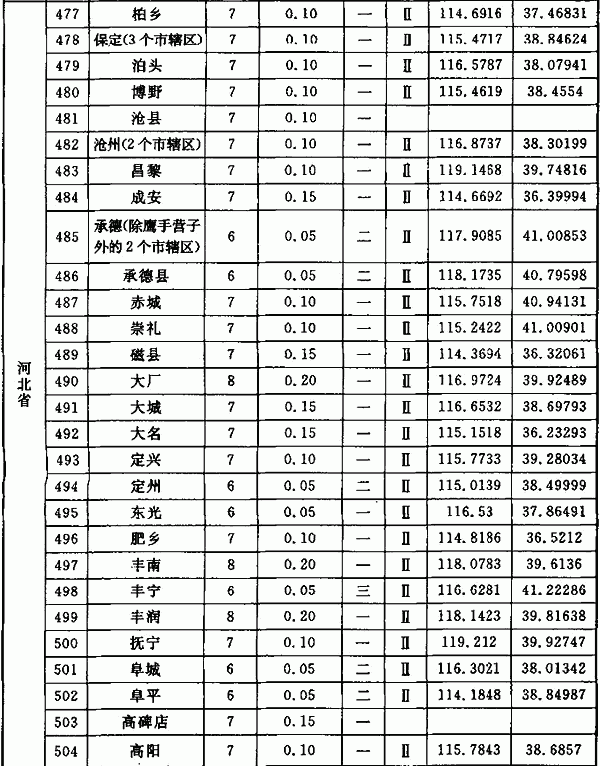 河北省
477 柏乡 7 0.10 一 Ⅱ 114.6916 37.46831
478 保定(3个市辖区) 7 0.10 一 Ⅱ 115.4717 38.84624
479 泊头 7 0.10 一 Ⅱ 116.5787 38.07941
480 博野 7 0.10 一 Ⅱ 115.4619 38.4554
481 沧县 7 0.10 一
482 沧州(2个市辖区) 7 0.10 一 Ⅱ 116.8737 38.30199
483 昌黎 7 0.10 一 Ⅱ 119.1468 39.74816
484 成安 7 0.15 一 Ⅱ 114.6692 36.39994
485 承德(除鹰手营子
外的2个市辖区) 6 0.05 二 Ⅱ 117.9085 41.00853
486 承德县 6 0.05 二 Ⅱ 118.1735 40.79598
487 赤城 7 0.10 一 Ⅱ 115.7518 40.94131
488 崇礼 7 0.10 一 Ⅱ 115.2422 41.00901
489 磁县 7 0.15 一 Ⅱ 114.3694 36.32061
490 大厂 8 0.20 一 Ⅱ 116.9724 39.92489
491 大城 7 0.15 一 Ⅱ 116.6532 38.69793
492 大名 7 0.15 一 Ⅱ 115.1518 36.23293
493 定兴 7 0.10 一 Ⅱ 115.7733 39.28034
494 定州 6 0.05 二 Ⅱ 115.0139 38.49999
495 东光 6 0.05 一 Ⅱ 116.53 37.86491
496 肥乡 7 0.10 一 Ⅱ 114.8186 36.5212
497 丰南 8 0.20 一 Ⅱ 118.0783 39.6136
498 丰宁 6 0.05 三 Ⅱ 116.6281 41.22286
499 丰润 8 0.20 一 Ⅱ 118.1423 39.81638
500 抚宁 7 0.10 一 Ⅱ 119.212 39.92747
501 阜城 6 0.05 二 Ⅱ 116.3021 38.01342
502 阜平 6 0.05 二 Ⅱ 114.1848 38.84987
503 高碑店 7 0.15 一
504 高阳 7 0.10 一 Ⅱ 115.7843 38.6857